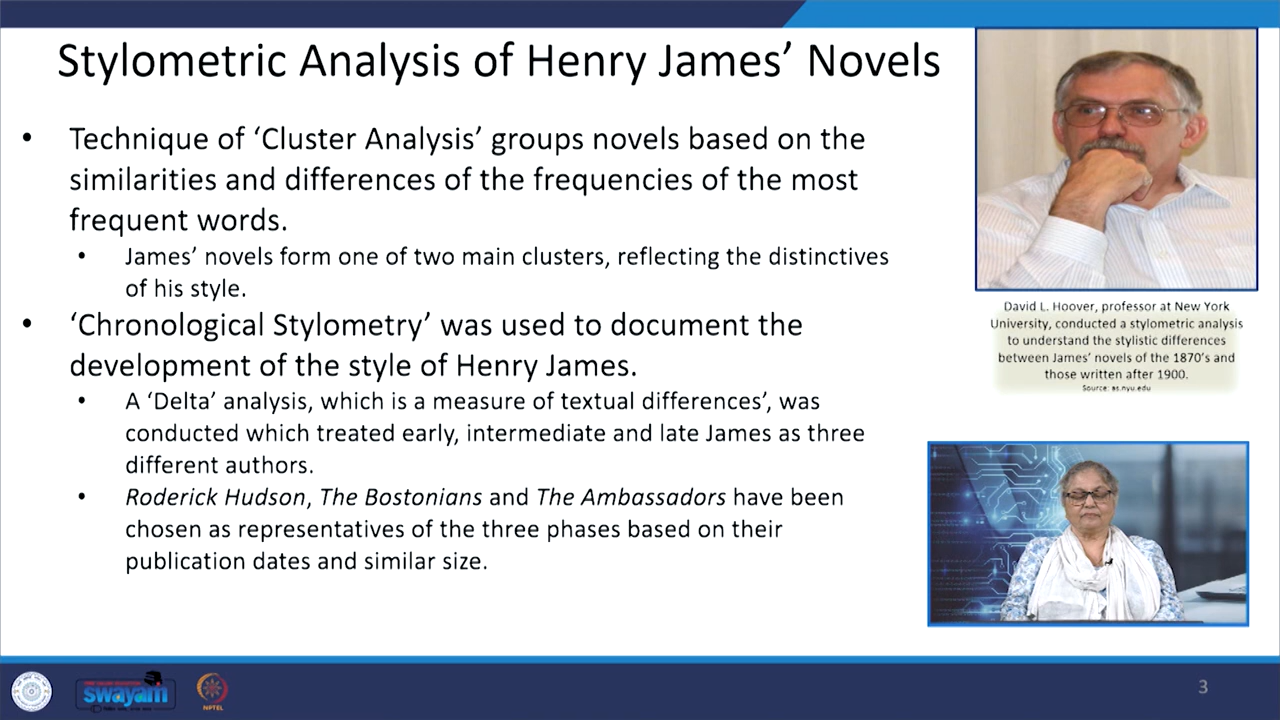 Stylometric Analysis of Henry James’ Novels
• Technique of ‘Cluster Analysis’ groups novels based on the
similarities and differences of the frequencies of the most
frequent words.
• James’ novels form one of two main clusters, reflecting the distinctives
of his style.
• ‘Chronological Stylometry’ was used to document the
development of the style of Henry James.
• A ‘Delta’ analysis, which is a measure of textual differences’, was
conducted which treated early, intermediate and late James as three
different authors.
• Roderick Hudson, The Bostonians and The Ambassadors have been
chosen as representatives of the three phases based on their
publication dates and similar size.
David L. Hoover, professor at New York
University, conducted a stylometric analysis
to understand the stylistic differences
between James’ novels of the 1870’s and
those written after 1900.
Source: as.nyu.edu
swayam
NPTEL
3